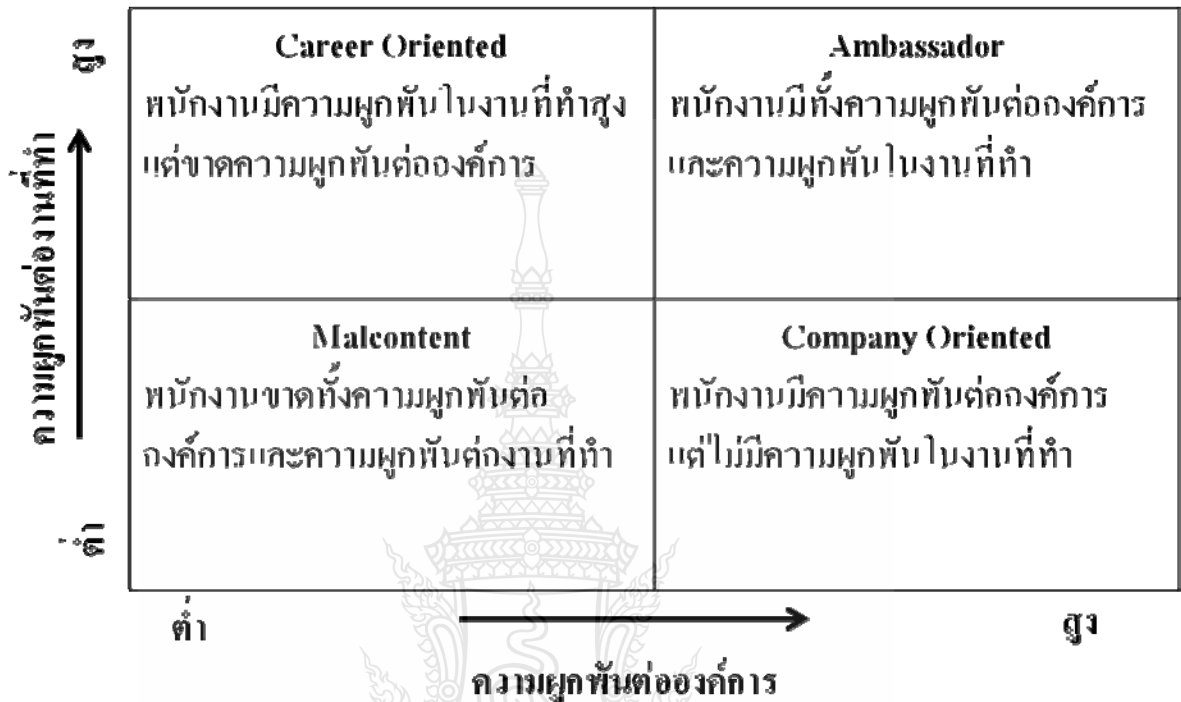 สูง
ความผูกพันต่องานที่ทำ
ต่ำ
Career Oriented
พนักงานมีความผูกพันในงานที่ทำสูง
แต่ขาดความผูกพันต่อองค์การ
Ambassador
พนักงานมีทั้งความผูกพันต่อองค์การ
และความผูกพันในงานที่ทำ
Malcontent
พนักงานขาดทั้งความผูกพันต่อ
องค์การและความผูกพันต่องานที่ทำ
Company Oriented
พนักงานมีความผูกพันต่อองค์การ
แต่ไม่มีความผูกพันในงานที่ทำ
ต่ำ
สูง
ความผูกพันต่อองค์การ